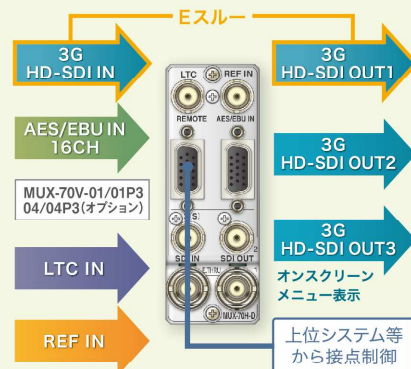 Eスルー
3G
HD-SDI IN
3G
HD-SDI OUT1
LTC
REF IN
REMOTE
AES/EBU IN
AES/EBU IN
16CH
3G
HD-SDI OUT2
MUX-70V-01/01P3
04/04P3(オプション)
3G
HD-SDI OUT3
(S)
2
SDI IN
SDI OUT
オンスクリーン
メニュー表示
LTC IN
1
MUX-70H-D
REF IN
上位システム等
から接点制御